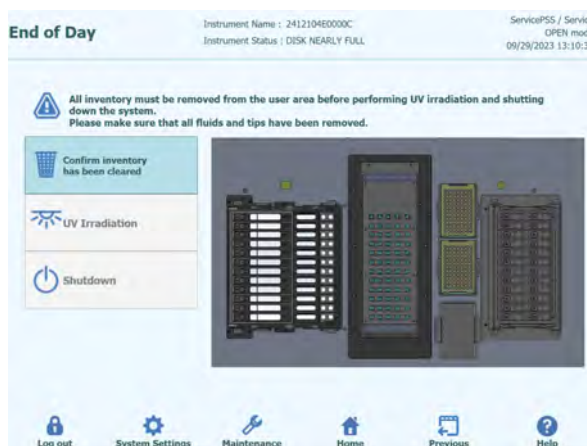 End of Day
Instrument Name : 2412104E0000C
Instrument Status : DISK NEARLY FULL
ServicePSS / Servic
OPEN mod
09/29/2023 13:10:3
All inventory must be removed from the user area before performing UV irradiation and shutting
down the system.
Please make sure that all fluids and tips have been removed.
Confirm inventory
has been cleared
UV Irradiation
Shutdown
Log out
System Settings
Maintenance
Home
Previous
Help